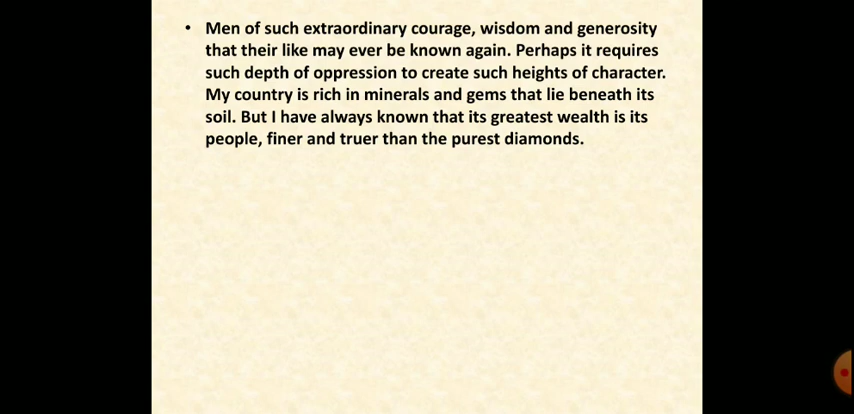 • Men of such extraordinary courage, wisdom and generosity
that their like may ever be known again. Perhaps it requires
such depth of oppression to create such heights of character.
My country is rich in minerals and gems that lie beneath its
soil. But I have always known that its greatest wealth is its
people, finer and truer than the purest diamonds.